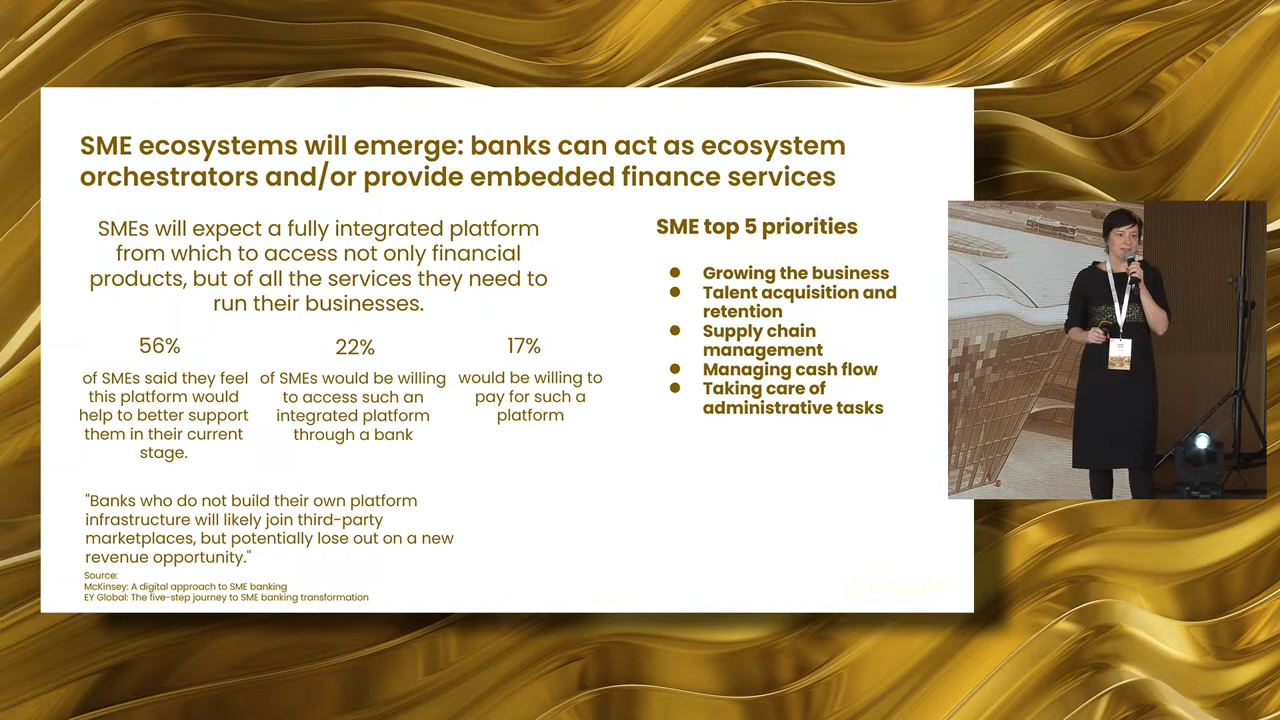 SME ecosystems will emerge: banks can act as ecosystem
orchestrators and/or provide embedded finance services
SMEs will expect a fully integrated platform
from which to access not only financial
products, but of all the services they need to
run their businesses.
56%
of SMEs said they feel
this platform would
help to better support
them in their current
stage.
22%
of SMEs would be willing
to access such an
integrated platform
through a bank
17%
would be willing to
pay for such a
platform
"Banks who do not build their own platform
infrastructure will likely join third-party
marketplaces, but potentially lose out on a new
revenue opportunity."
Source:
McKinsey: A digital approach to SME banking
EY Global: The five-step journey to SME banking transformation
SME top 5 priorities
● Growing the business
● Talent acquisition and
retention
● Supply chain
management
● Managing cash flow
● Taking care of
administrative tasks